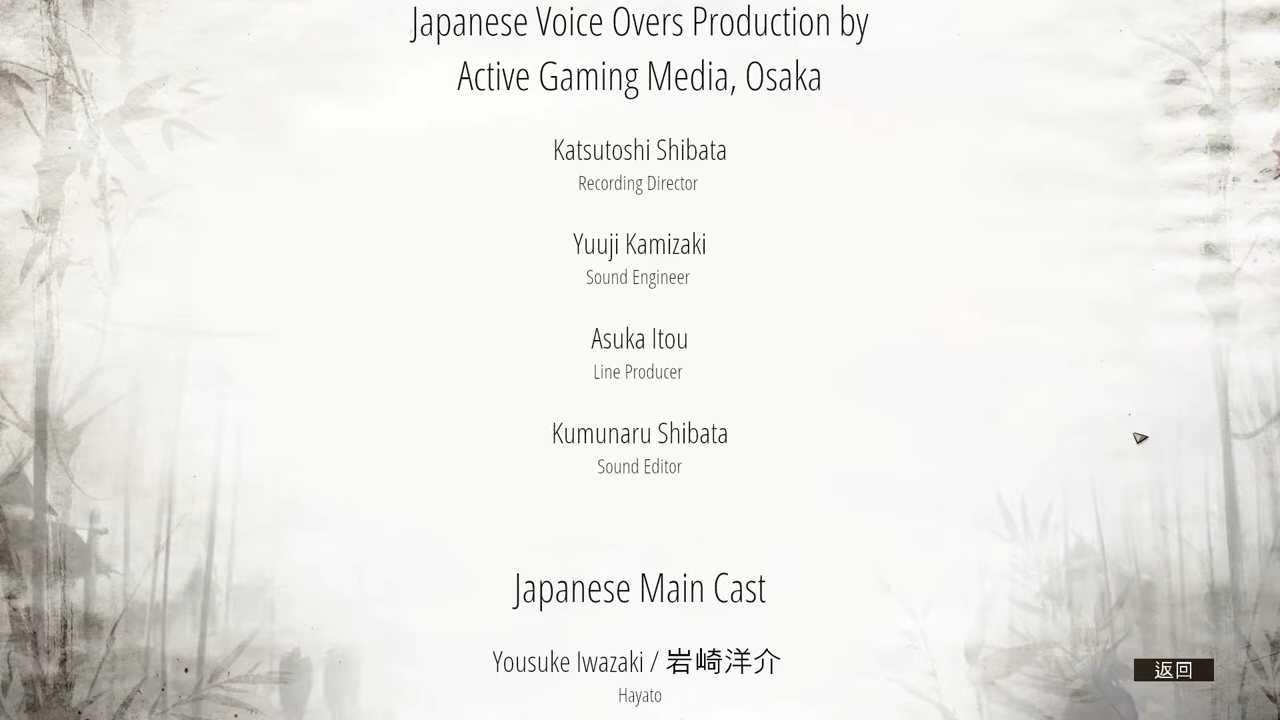 Japanese Voice Overs Production by
Active Gaming Media, Osaka
Katsutoshi Shibata
Recording Director
Yuuji Kamizaki
Sound Engineer
Asuka Itou
Line Producer
Kumunaru Shibata
Sound Editor
Japanese Main Cast
Yousuke Iwazaki / 岩崎洋介
Hayato
返回